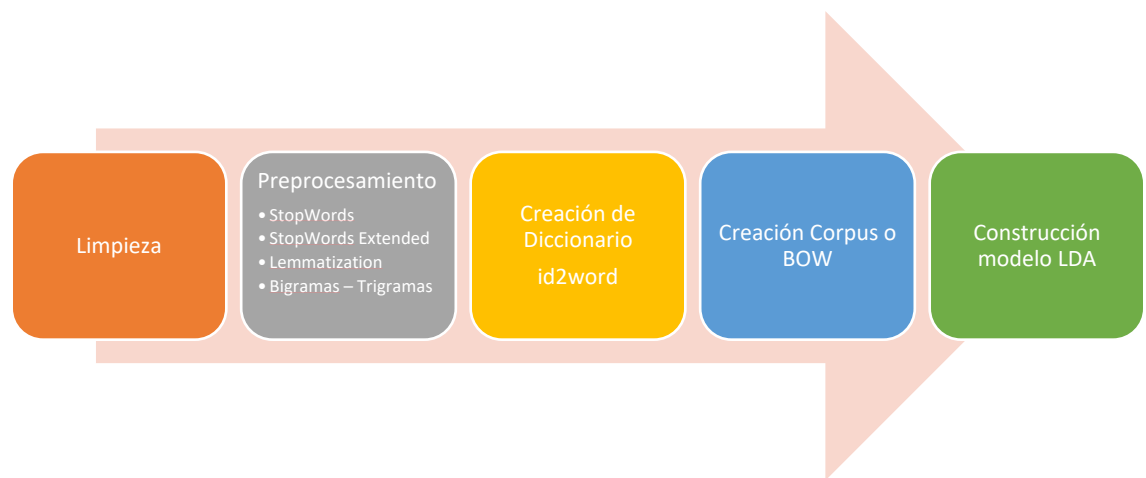 Limpieza
Preprocesamiento
• StopWords
• StopWords Extended
• Lemmatization
• Bigramas – Trigramas
Creación de
Diccionario
id2word
Creación Corpus o
BOW
Construcción
modelo LDA